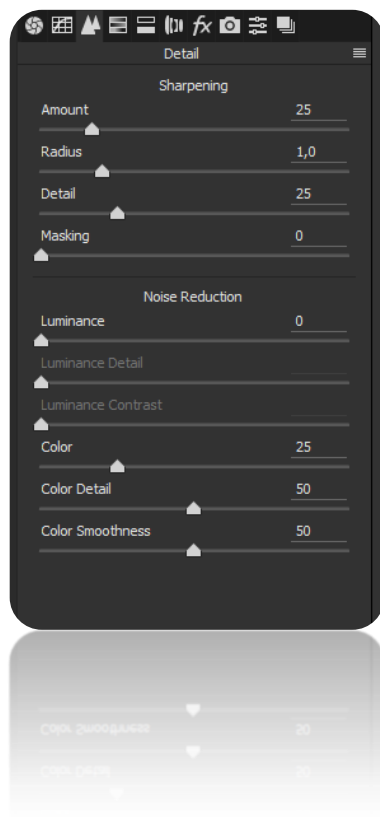 fx
Detail
Sharpening
Amount 25
Radius 1,0
Detail 25
Masking 0
Noise Reduction
Luminance 0
Luminance Detail
Luminance Contrast
Color 25
Color Detail 50
Color Smoothness 50